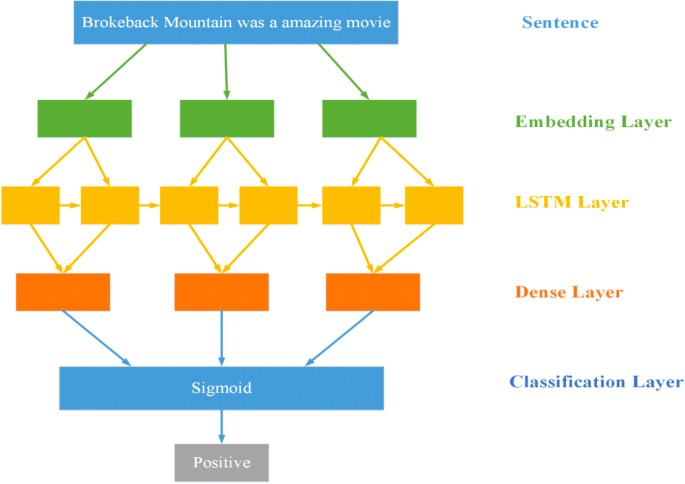 Brokeback Mountain was a amazing movie
Sentence
Embedding Layer
LSTM Layer
Dense Layer
Sigmoid
Classification Layer
Positive